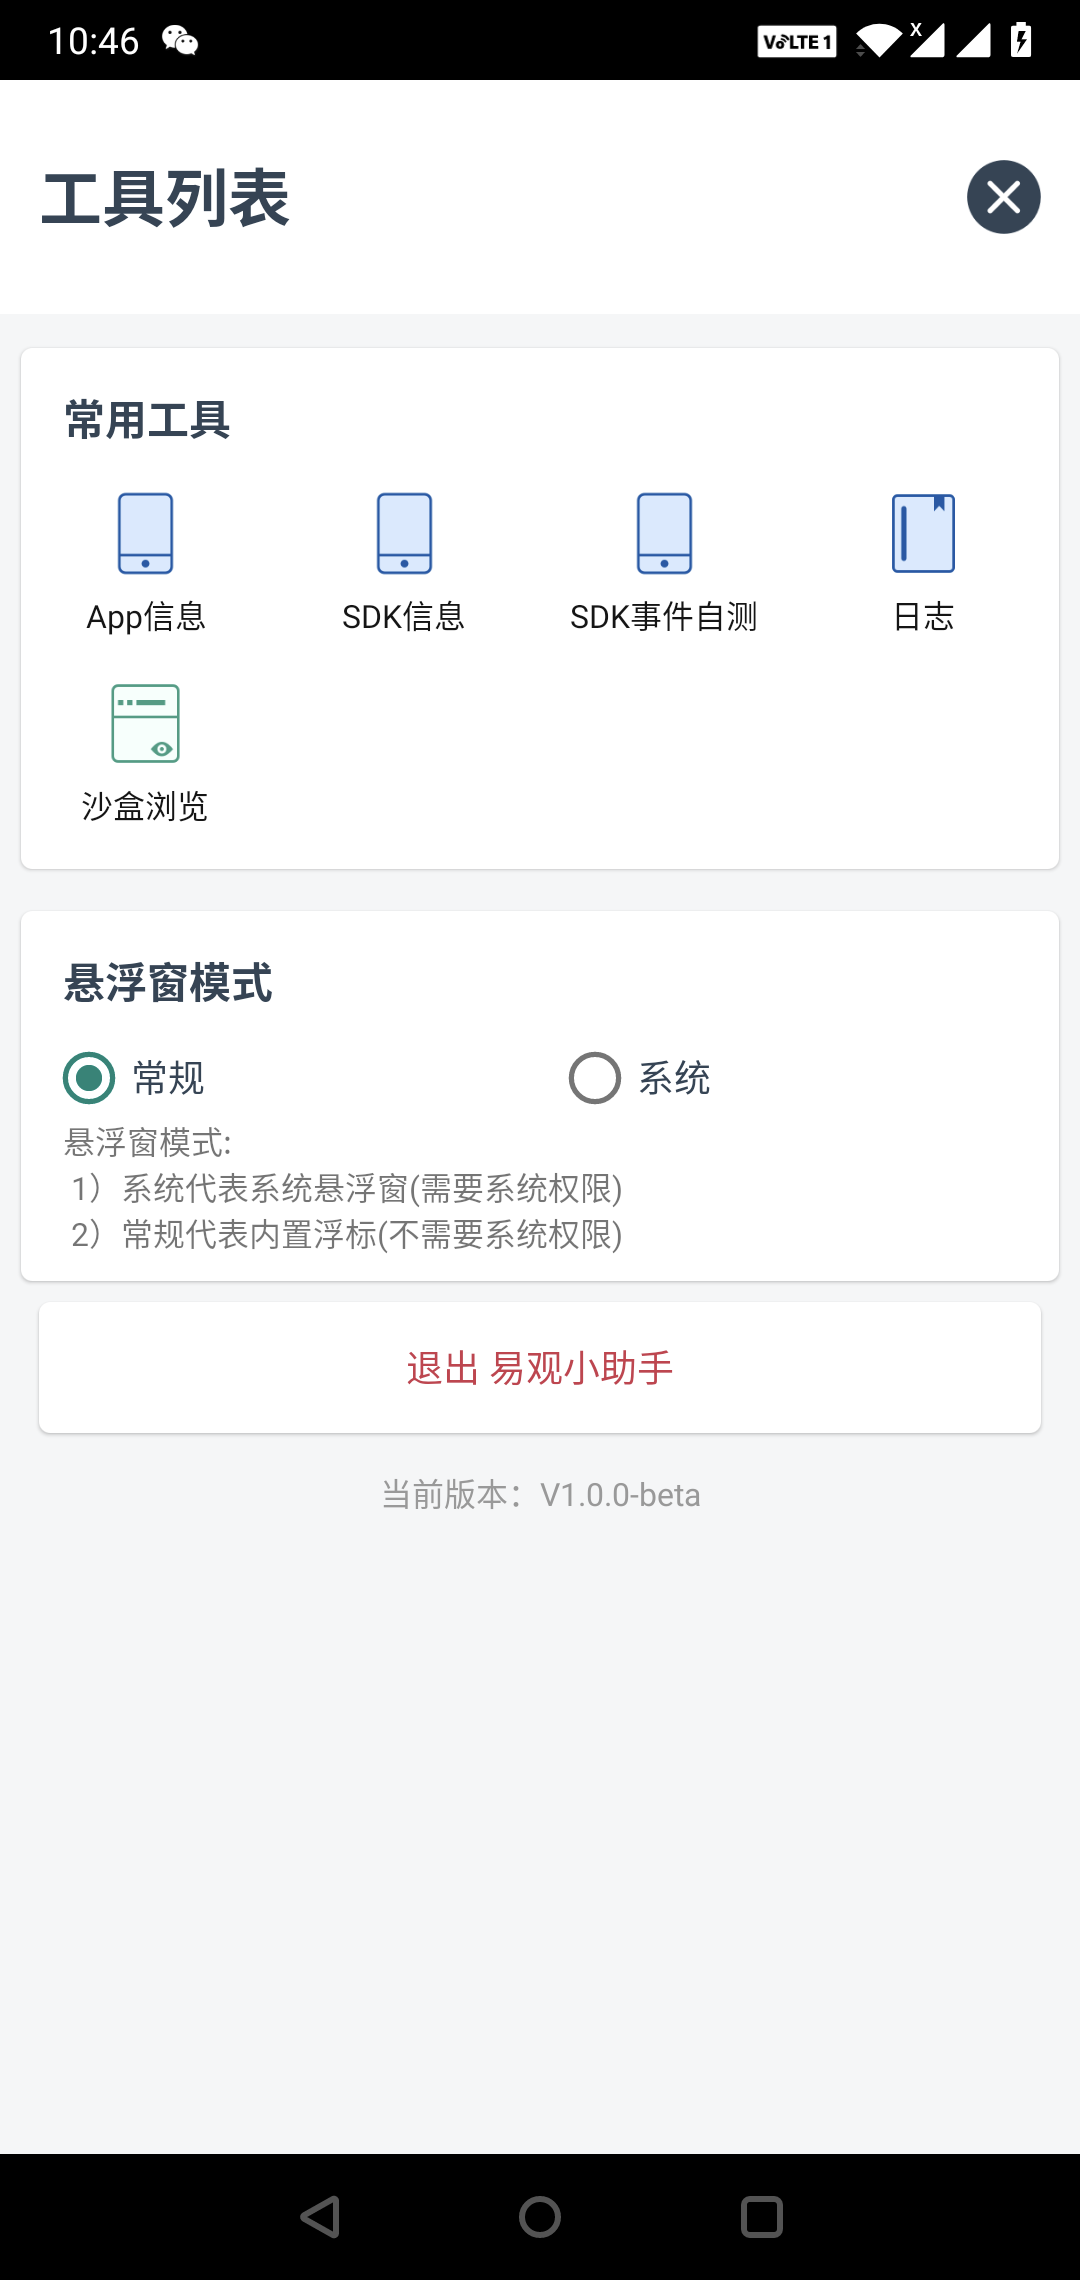 10:46
VoLTE 1
X
工具列表
常用工具
App信息
SDK信息
SDK事件自测
日志
沙盒浏览
悬浮窗模式
常规
系统
悬浮窗模式:
1）系统代表系统悬浮窗(需要系统权限)
2）常规代表内置浮标(不需要系统权限)
退出 易观小助手
当前版本：V1.0.0-beta